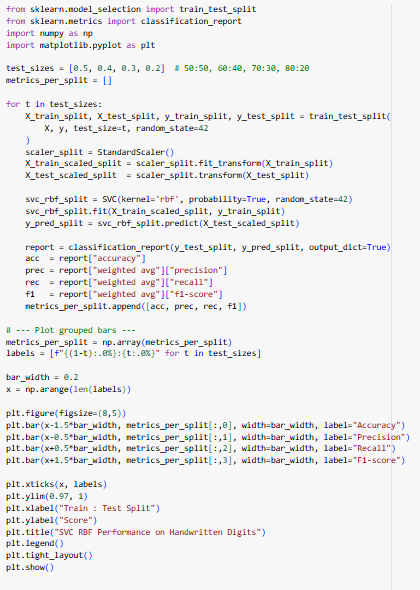 from sklearn.model_selection import train_test_split
from sklearn.metrics import classification_report
import numpy as np
import matplotlib.pyplot as plt

test_sizes = [0.5, 0.4, 0.3, 0.2]  # 50:50, 60:40, 70:30, 80:20
metrics_per_split = []

for t in test_sizes:
    X_train_split, X_test_split, y_train_split, y_test_split = train_test_split(
        X, y, test_size=t, random_state=42
    )
    scaler_split = StandardScaler()
    X_train_scaled_split = scaler_split.fit_transform(X_train_split)
    X_test_scaled_split  = scaler_split.transform(X_test_split)

    svc_rbf_split = SVC(kernel='rbf', probability=True, random_state=42)
    svc_rbf_split.fit(X_train_scaled_split, y_train_split)
    y_pred_split = svc_rbf_split.predict(X_test_scaled_split)

    report = classification_report(y_test_split, y_pred_split, output_dict=True)
    acc  = report["accuracy"]
    prec = report["weighted avg"]["precision"]
    rec  = report["weighted avg"]["recall"]
    f1   = report["weighted avg"]["f1-score"]
    metrics_per_split.append([acc, prec, rec, f1])

# --- Plot grouped bars ---
metrics_per_split = np.array(metrics_per_split)
labels = [f"{(1-t):.0%}:{t:.0%}" for t in test_sizes]

bar_width = 0.2
x = np.arange(len(labels))

plt.figure(figsize=(8,5))
plt.bar(x-1.5*bar_width, metrics_per_split[:,0], width=bar_width, label="Accuracy")
plt.bar(x-0.5*bar_width, metrics_per_split[:,1], width=bar_width, label="Precision")
plt.bar(x+0.5*bar_width, metrics_per_split[:,2], width=bar_width, label="Recall")
plt.bar(x+1.5*bar_width, metrics_per_split[:,3], width=bar_width, label="F1-score")

plt.xticks(x, labels)
plt.ylim(0.97, 1)
plt.xlabel("Train : Test Split")
plt.ylabel("Score")
plt.title("SVC RBF Performance on Handwritten Digits")
plt.legend()
plt.tight_layout()
plt.show()